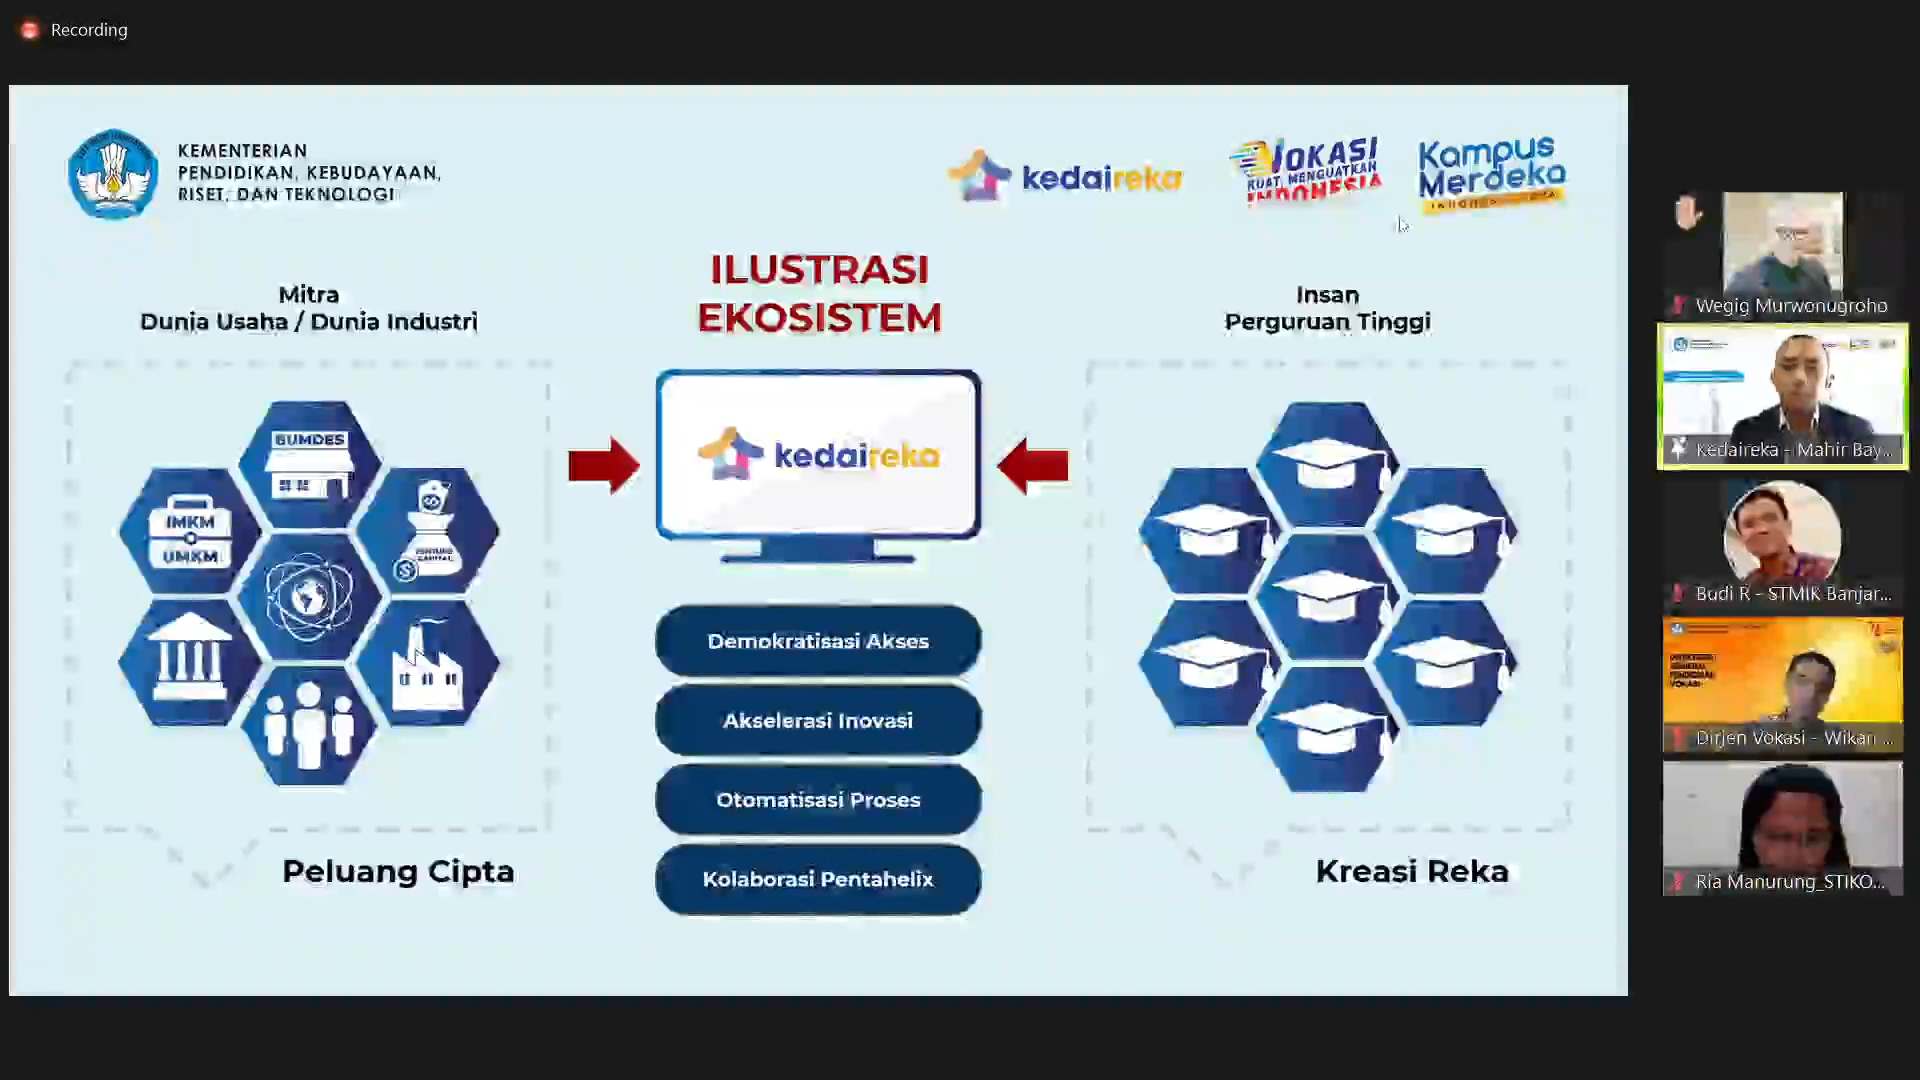 Recording
KEMENTERIAN
PENDIDIKAN, KEBUDAYAAN,
RISET, DAN TEKNOLOGI
kedaireka
VOKASI
KUAT, MENGUATKAN
INDONESIA
Kampus
Merdeka
ILUSTRASI
EKOSISTEM
Mitra
Dunia Usaha / Dunia Industri
BUMDES
IMKM
UMKM
VENTURE
CAPITAL
Peluang Cipta
kedaireka
Demokratisasi Akses
Akselerasi Inovasi
Otomatisasi Proses
Kolaborasi Pentahelix
Insan
Perguruan Tinggi
Kreasi Reka
Wegig Murwonugroho
Kedaireka - Mahir Bay...
Budi R - STMIK Banjar...
Dirjen Vokasi - Wikan ...
Ria Manurung_STIKO...